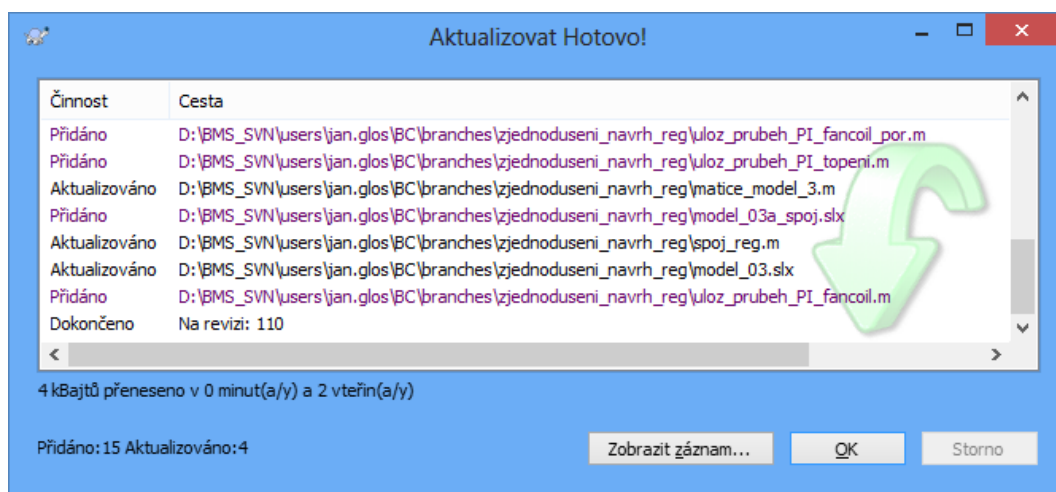 Aktualizovat Hotovo!
Činnost Cesta
Přidáno D:\BMS_SVN\users\jan.glos\BC\branches\zjednoduseni_navrh_reg\uloz_prubeh_PI_fancoil_por.m
Přidáno D:\BMS_SVN\users\jan.glos\BC\branches\zjednoduseni_navrh_reg\uloz_prubeh_PI_topeni.m
Aktualizováno D:\BMS_SVN\users\jan.glos\BC\branches\zjednoduseni_navrh_reg\matice_model_3.m
Přidáno D:\BMS_SVN\users\jan.glos\BC\branches\zjednoduseni_navrh_reg\model_03a_spoj.slx
Aktualizováno D:\BMS_SVN\users\jan.glos\BC\branches\zjednoduseni_navrh_reg\spoj_reg.m
Aktualizováno D:\BMS_SVN\users\jan.glos\BC\branches\zjednoduseni_navrh_reg\model_03.slx
Přidáno D:\BMS_SVN\users\jan.glos\BC\branches\zjednoduseni_navrh_reg\uloz_prubeh_PI_fancoil.m
Dokončeno Na revizi: 110
4 kBajtů přeneseno v 0 minut(a/y) a 2 vteřin(a/y)
Přidáno:15 Aktualizováno:4 Zobrazit záznam... OK Storno